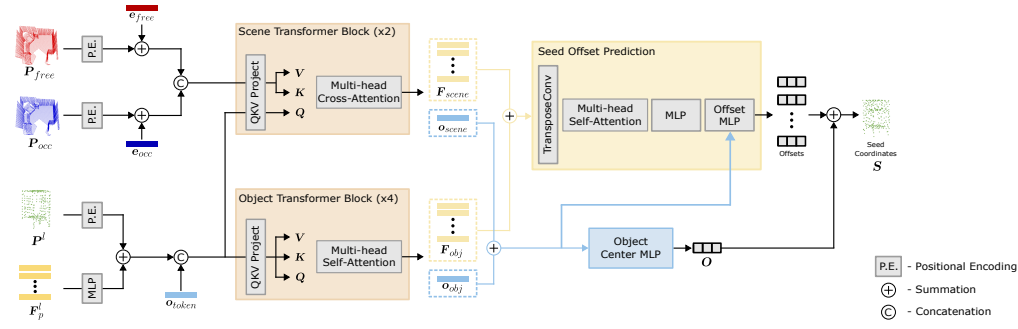 e_free
P.E.
P_free
P.E.
P_occ
e_occ
C
Scene Transformer Block (x2)
QKV Project
V
K
Q
Multi-head
Cross-Attention
F_scene
o_scene
Seed Offset Prediction
TransposeConv
Multi-head
Self-Attention
MLP
Offset
MLP
Offsets
Seed
Coordinates
S
P^l
P.E.
F_p^l
MLP
C
o_token
Object Transformer Block (x4)
QKV Project
V
K
Q
Multi-head
Self-Attention
F_obj
o_obj
Object
Center MLP
O
P.E. - Positional Encoding
+ - Summation
C - Concatenation